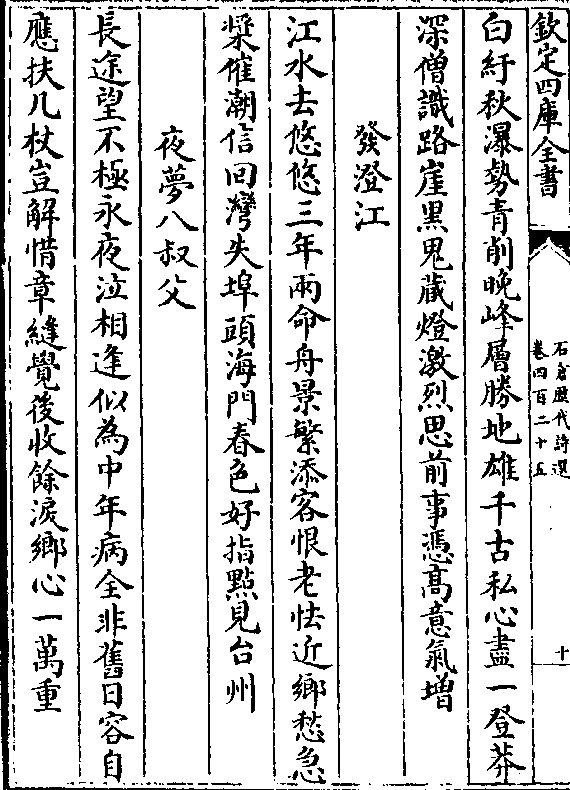 欽定四庫全書
石倉歷代詩選
卷四百二十五
十
白紵秋瀑勢青削晚峰層勝地雄千古私心盡一登莽
深僧識路崖黒鬼蔵燈激烈思前事憑髙意氣增
發澄江
江水去悠悠三年兩命舟景繁添客恨老怯近鄉愁急
槳催潮信回灣失埠頭海門春色好指㸃見台州
夜夢八叔父
長途望不極永夜泣相逢似為中年病全非舊日容自
應扶几杖豈解惜章縫覺後收餘淚鄉心一萬重